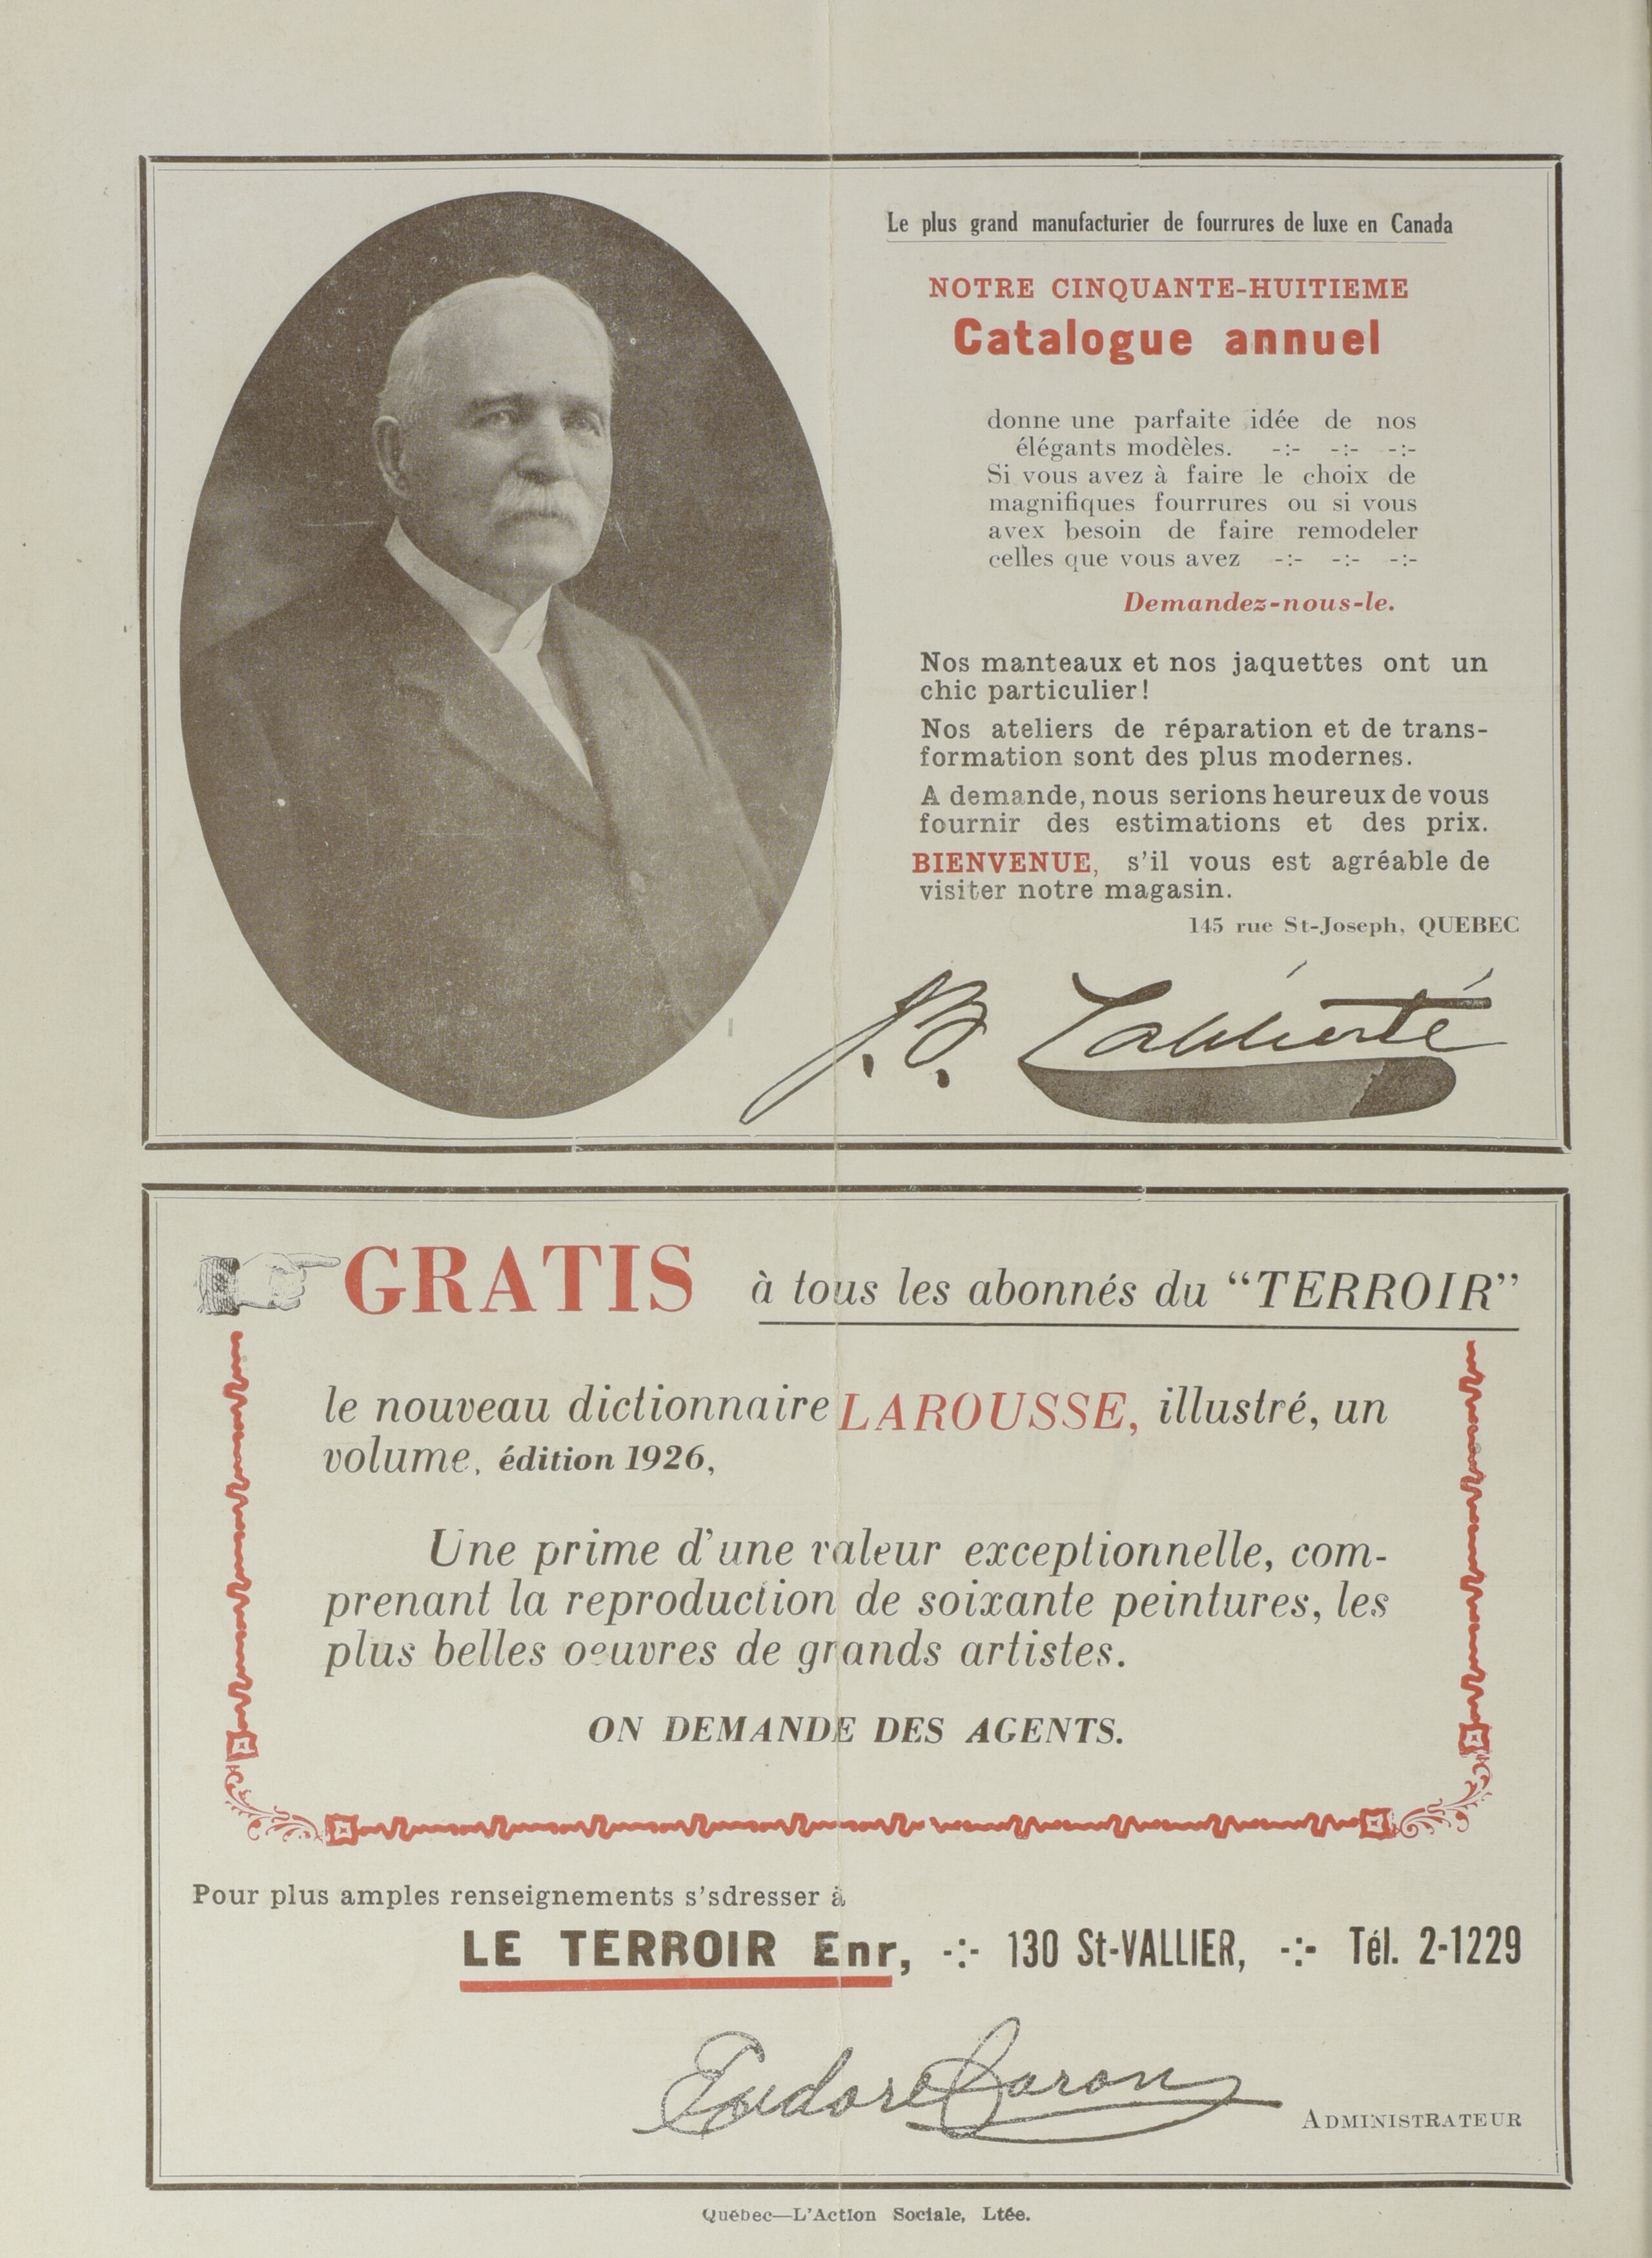 Le plus grand manufacturier de fourrures de luxe en Canada
NOTRE CINQUANTE-HUITIEME
Catalogue annuel
donne une parfaite idée de nos
élégants modèles. -:- -:- -:-
Si vous avez à faire le choix de
magnifiques fourrures ou si vous
avex besoin de faire remodeler
celles que vous avez -:- -:- -:-
Demandez-nous-le.
Nos manteaux et nos jaquettes ont un
chic particulier!
Nos ateliers de réparation et de trans-
formation sont des plus modernes.
A demande, nous serions heureux de vous
fournir des estimations et des prix.
BIENVENUE, s'il vous est agréable de
visiter notre magasin.
145 rue St-Joseph, QUEBEC
J. B. Laliberté
GRATIS à tous les abonnés du “TERROIR”
le nouveau dictionnaire LAROUSSE, illustré, un
volume, édition 1926,
Une prime d'une valeur exceptionnelle, com-
prenant la reproduction de soixante peintures, les
plus belles oeuvres de grands artistes.
ON DEMANDE DES AGENTS.
Pour plus amples renseignements s'sdresser à
LE TERROIR Enr, -:- 130 St-VALLIER, -:- Tél. 2-1229
Eudore Caron
ADMINISTRATEUR
Québec—L'Action Sociale, Ltée.